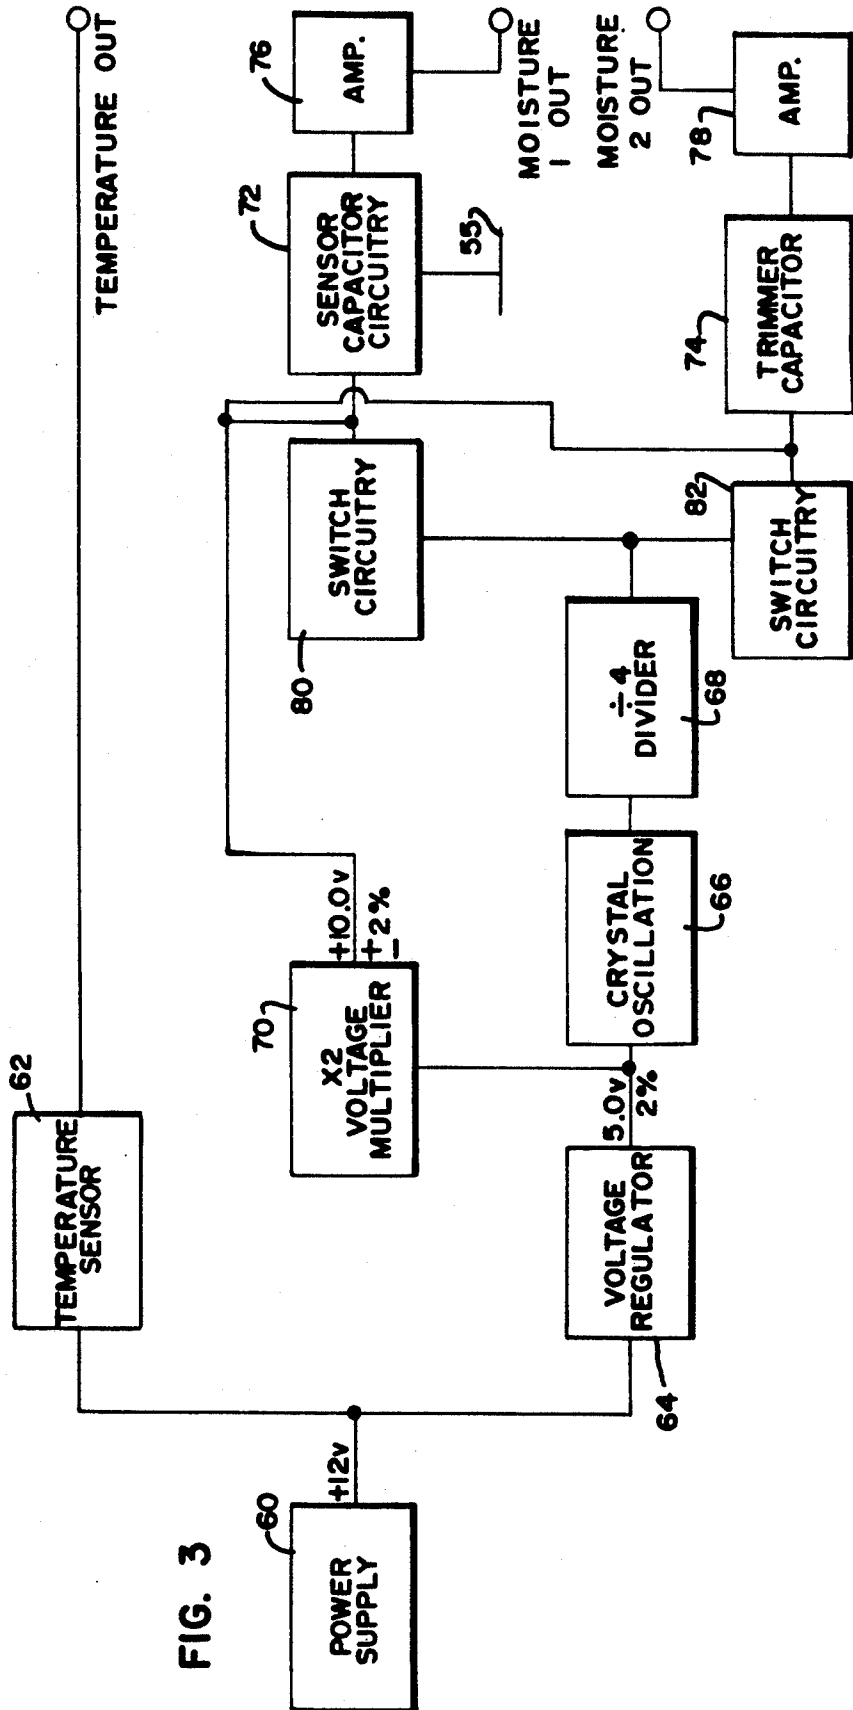 FIG. 3
60
POWER
SUPPLY
+12v
62
TEMPERATURE
SENSOR
TEMPERATURE OUT
64
VOLTAGE
REGULATOR
5.0v
2%
70
X2
VOLTAGE
MULTIPLIER
+10.0v
±2%
66
CRYSTAL
OSCILLATION
68
÷4
DIVIDER
80
SWITCH
CIRCUITRY
82
SWITCH
CIRCUITRY
72
SENSOR
CAPACITOR
CIRCUITRY
55
74
TRIMMER
CAPACITOR
76
AMP.
MOISTURE
1 OUT
78
AMP.
MOISTURE
2 OUT